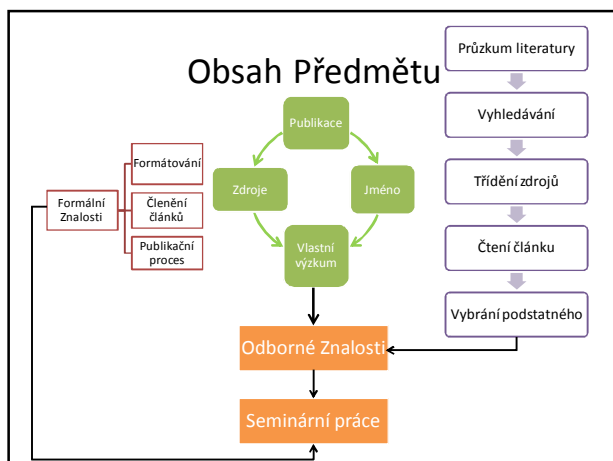 Obsah Předmětu
Publikace
Zdroje
Jméno
Vlastní
výzkum
Formální
Znalosti
Formátování
Členění
článků
Publikační
proces
Průzkum literatury
Vyhledávání
Třídění zdrojů
Čtení článku
Vybrání podstatného
Odborné Znalosti
Seminární práce